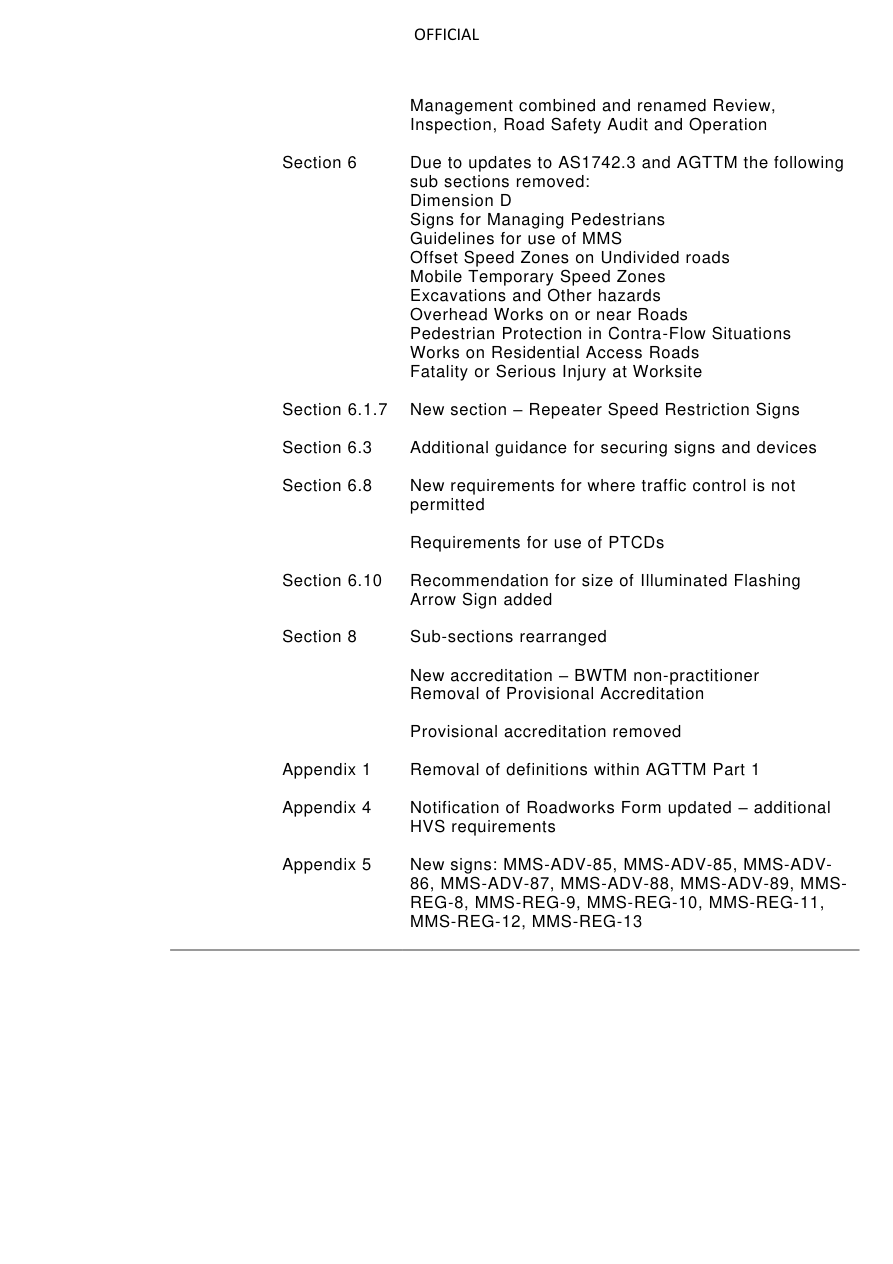 OFFICIAL
Management combined and renamed Review,
Inspection, Road Safety Audit and Operation
Section 6 Due to updates to AS1742.3 and AGTTM the following
sub sections removed:
Dimension D
Signs for Managing Pedestrians
Guidelines for use of MMS
Offset Speed Zones on Undivided roads
Mobile Temporary Speed Zones
Excavations and Other hazards
Overhead Works on or near Roads
Pedestrian Protection in Contra-Flow Situations
Works on Residential Access Roads
Fatality or Serious Injury at Worksite
Section 6.1.7 New section – Repeater Speed Restriction Signs
Section 6.3 Additional guidance for securing signs and devices
Section 6.8 New requirements for where traffic control is not
permitted
Requirements for use of PTCDs
Section 6.10 Recommendation for size of Illuminated Flashing
Arrow Sign added
Section 8 Sub-sections rearranged
New accreditation – BWTM non-practitioner
Removal of Provisional Accreditation
Provisional accreditation removed
Appendix 1 Removal of definitions within AGTTM Part 1
Appendix 4 Notification of Roadworks Form updated – additional
HVS requirements
Appendix 5 New signs: MMS-ADV-85, MMS-ADV-85, MMS-ADV-
86, MMS-ADV-87, MMS-ADV-88, MMS-ADV-89, MMS-
REG-8, MMS-REG-9, MMS-REG-10, MMS-REG-11,
MMS-REG-12, MMS-REG-13